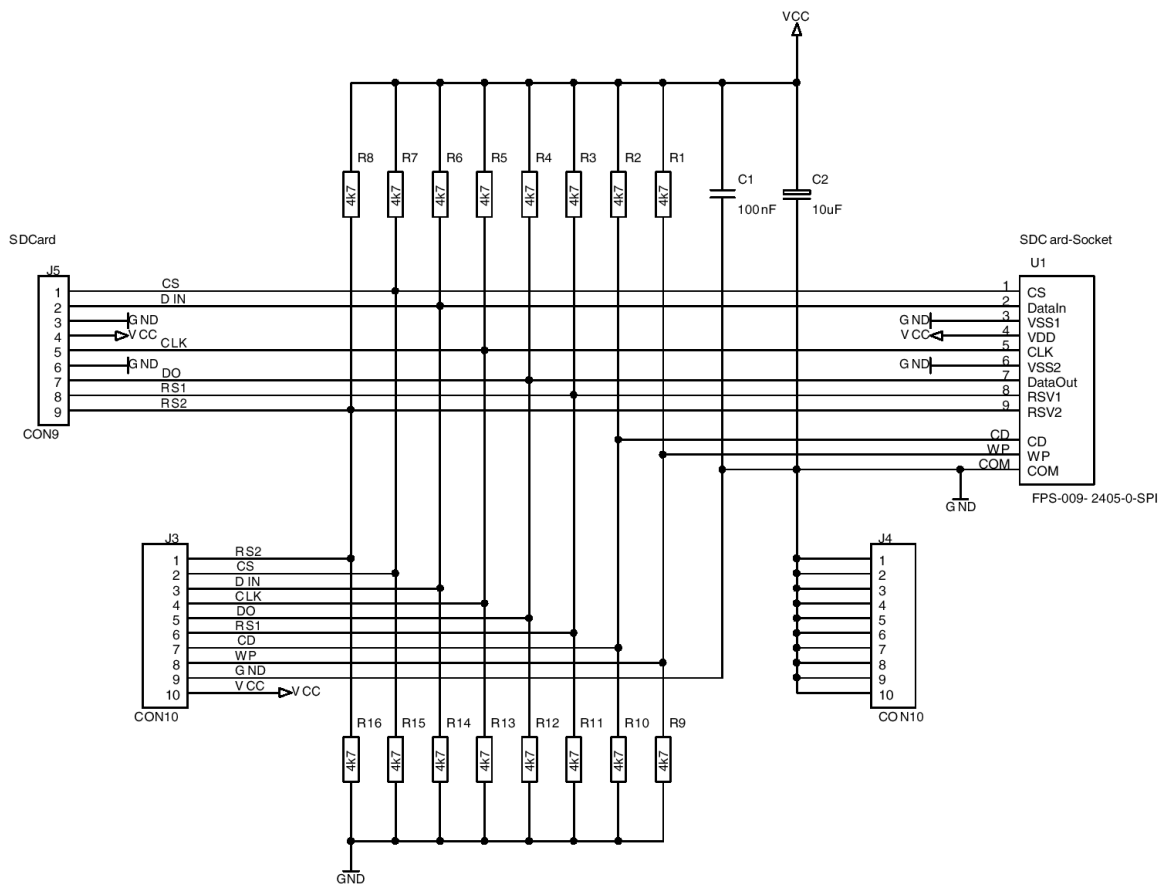 VCC
R8 R7 R6 R5 R4 R3 R2 R1
4k7 4k7 4k7 4k7 4k7 4k7 4k7 4k7
C1
100nF
C2
10uF
SDCard
J5
1
2
3
4
5
6
7
8
9
CON9
CS
D IN
GND
VCC
CLK
GND
DO
RS1
RS2
SDCard-Socket
U1
1 CS
2 DataIn
GND 3 VSS1
VCC 4 VDD
5 CLK
GND 6 VSS2
7 DataOut
8 RSV1
9 RSV2
CD CD
WP WP
COM COM
GND
FPS-009-2405-0-SPI
J3
1 RS2
2 CS
3 D IN
4 CLK
5 DO
6 RS1
7 CD
8 WP
9 GND
10 VCC VCC
CON10
J4
1
2
3
4
5
6
7
8
9
10
CON10
R16 R15 R14 R13 R12 R11 R10 R9
4k7 4k7 4k7 4k7 4k7 4k7 4k7 4k7
GND